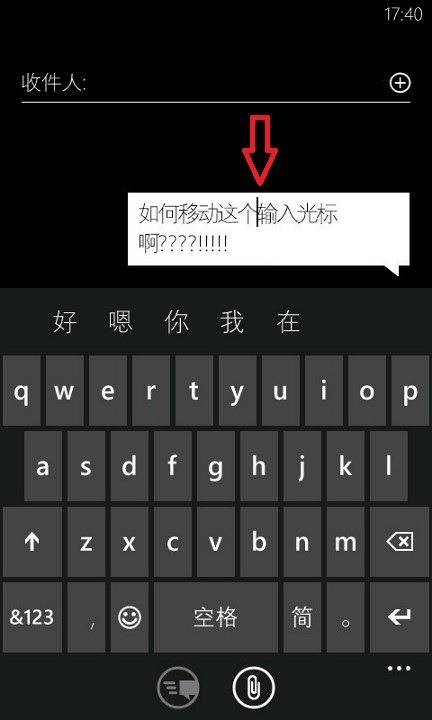 17:40
收件人:
如何移动这个输入光标
啊????!!!!!
好 嗯 你 我 在
q w e r t y u i o p
a s d f g h j k l
z x c v b n m
&123 , 空格 简 。